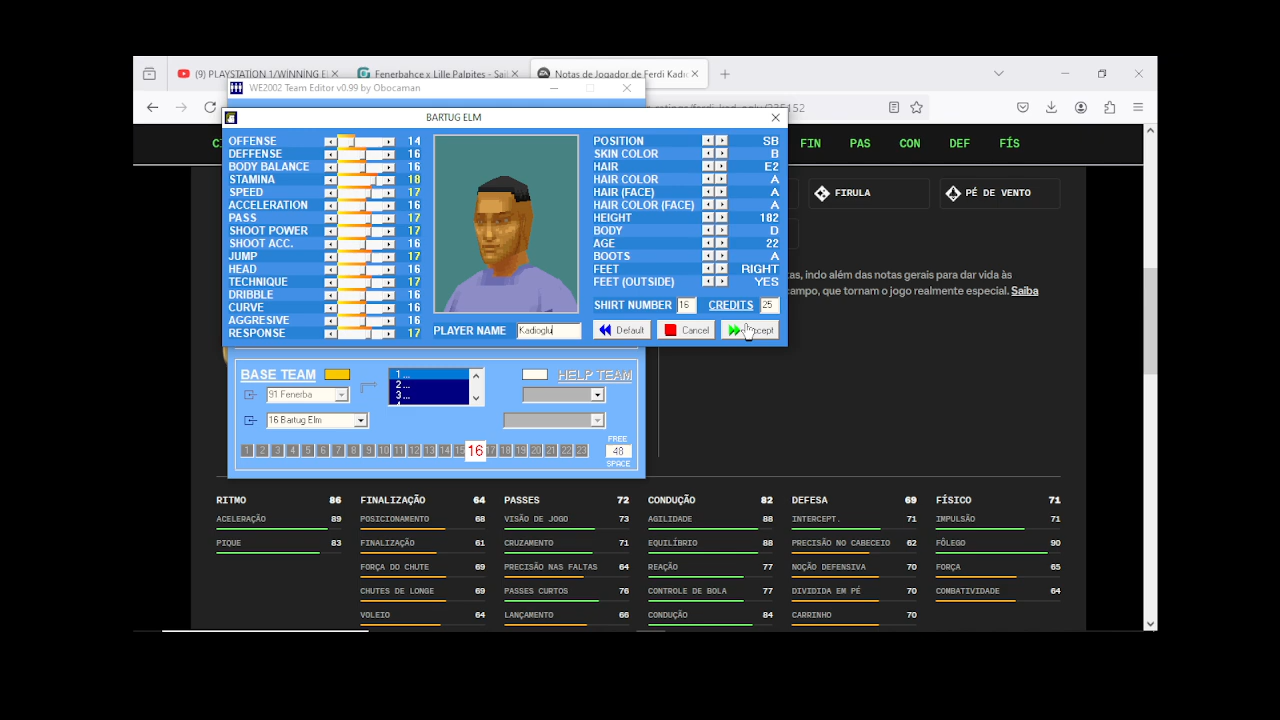 (9) PLAYSTATION 1/WİNNİNG El
Fenerbahce x Lille Palpites - Sai
Notas de Jogador de Ferdi Kadıo
WE2002 Team Editor v0.99 by Obocaman
BARTUG ELM
FIN PAS CON DEF FÍS
OFFENSE 14
DEFFENSE 16
BODY BALANCE 16
STAMINA 18
SPEED 17
ACCELERATION 16
PASS 17
SHOOT POWER 17
SHOOT ACC. 16
JUMP 17
HEAD 16
TECHNIQUE 17
DRIBBLE 16
CURVE 16
AGGRESIVE 16
RESPONSE 17
POSITION SB
SKIN COLOR B
HAIR E2
HAIR COLOR A
HAIR (FACE) A
HAIR COLOR (FACE) A
HEIGHT 182
BODY D
AGE 22
BOOTS A
FEET RIGHT
FEET (OUTSIDE) YES
SHIRT NUMBER 16 CREDITS 25
PLAYER NAME Kadioglu
Default Cancel
FIRULA PÉ DE VENTO
tas, indo além das notas gerais para dar vida às
campo, que tornam o jogo realmente especial. Saiba
BASE TEAM
91 Fenerba
16 Bartug Elm
1 ...
2 ...
3 ...
HELP TEAM
1 2 3 4 5 6 7 8 9 10 11 12 13 14 15 16 17 18 19 20 21 22 23
FREE
48
SPACE
RITMO 86
ACELERAÇÃO 89
PIQUE 83
FINALIZAÇÃO 64
POSICIONAMENTO 68
FINALIZAÇÃO 61
FORÇA DO CHUTE 69
CHUTES DE LONGE 69
VOLEIO 64
PASSES 72
VISÃO DE JOGO 73
CRUZAMENTO 71
PRECISÃO NAS FALTAS 64
PASSES CURTOS 76
LANÇAMENTO 66
CONDUÇÃO 82
AGILIDADE 88
EQUILÍBRIO 88
REAÇÃO 77
CONTROLE DE BOLA 77
CONDUÇÃO 84
DEFESA 69
INTERCEPT. 71
PRECISÃO NO CABECEIO 62
NOÇÃO DEFENSIVA 70
DIVIDIDA EM PÉ 70
CARRINHO 70
FÍSICO 71
IMPULSÃO 71
FÔLEGO 90
FORÇA 65
COMBATIVIDADE 64